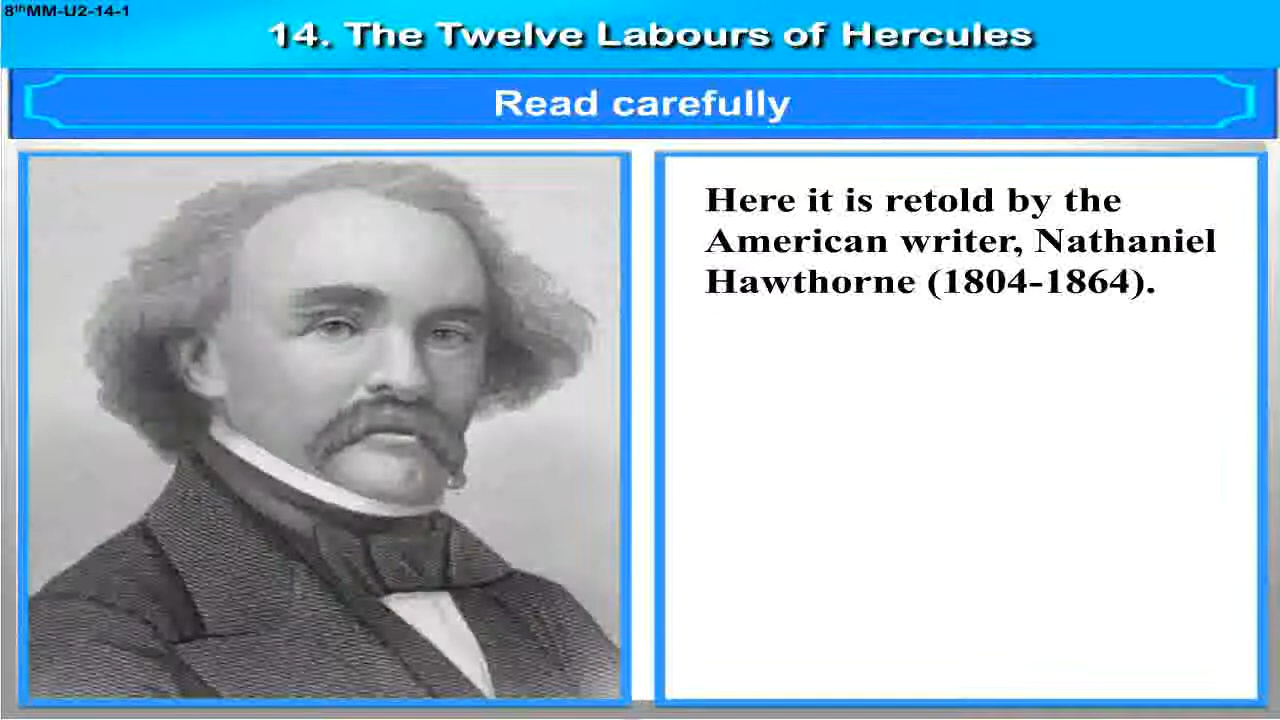 8thMM-U2-14-1
14. The Twelve Labours of Hercules
Read carefully
Here it is retold by the
American writer, Nathaniel
Hawthorne (1804-1864).